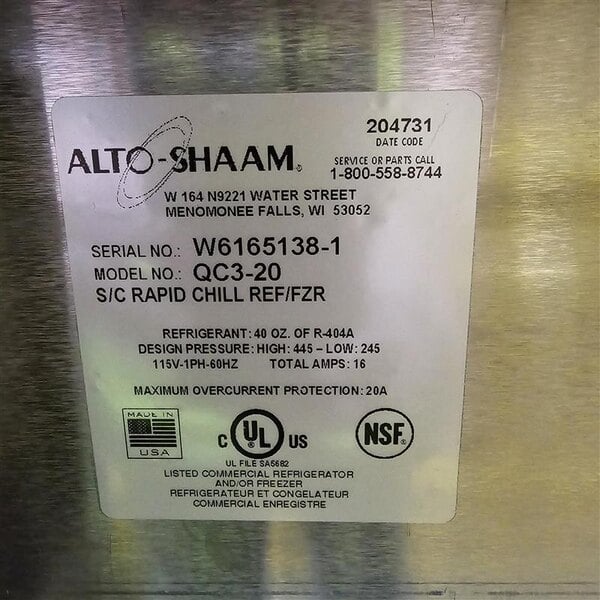 204731
DATE CODE
ALTO-SHAAM®
SERVICE OR PARTS CALL
1-800-558-8744
W 164 N9221 WATER STREET
MENOMONEE FALLS, WI 53052
SERIAL NO.: W6165138-1
MODEL NO.: QC3-20
S/C RAPID CHILL REF/FZR
REFRIGERANT: 40 OZ. OF R-404A
DESIGN PRESSURE: HIGH: 445 – LOW: 245
115V-1PH-60HZ TOTAL AMPS: 16
MAXIMUM OVERCURRENT PROTECTION: 20A
MADE IN
USA
C UL US
NSF®
UL FILE SA5682
LISTED COMMERCIAL REFRIGERATOR
AND/OR FREEZER
REFRIGERATEUR ET CONGELATEUR
COMMERCIAL ENREGISTRE